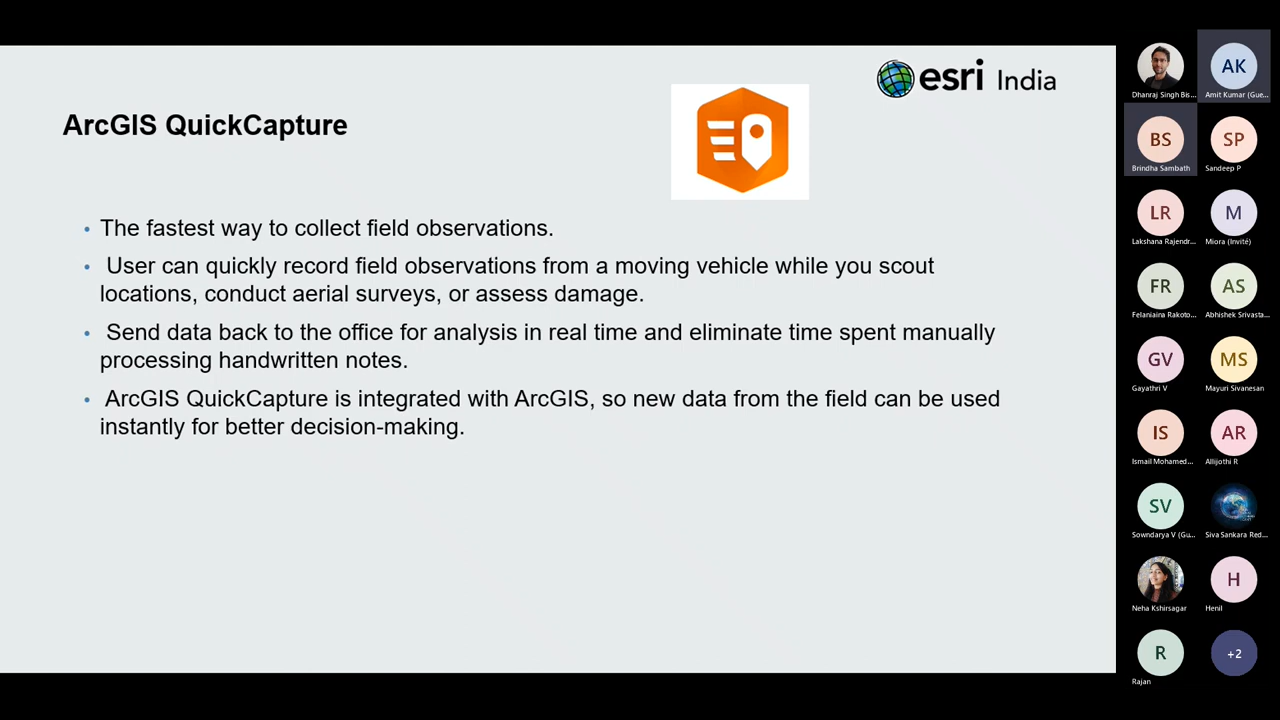 esri India
ArcGIS QuickCapture
• The fastest way to collect field observations.
• User can quickly record field observations from a moving vehicle while you scout
locations, conduct aerial surveys, or assess damage.
• Send data back to the office for analysis in real time and eliminate time spent manually
processing handwritten notes.
• ArcGIS QuickCapture is integrated with ArcGIS, so new data from the field can be used
instantly for better decision-making.
Dhanraj Singh Bis...
AK
Amit Kumar (Gue...
BS
Brindha Sambath
SP
Sandeep P
LR
Lakshana Rajendr...
M
Miora (Invité)
FR
Felaniaina Rakoto...
AS
Abhishek Srivasta...
GV
Gayathri V
MS
Mayuri Sivanesan
IS
Ismail Mohamed...
AR
Allijothi R
SV
Sowndarya V (Gu...
Siva Sankara Red...
Neha Kshirsagar
H
Henil
R
Rajan
+2